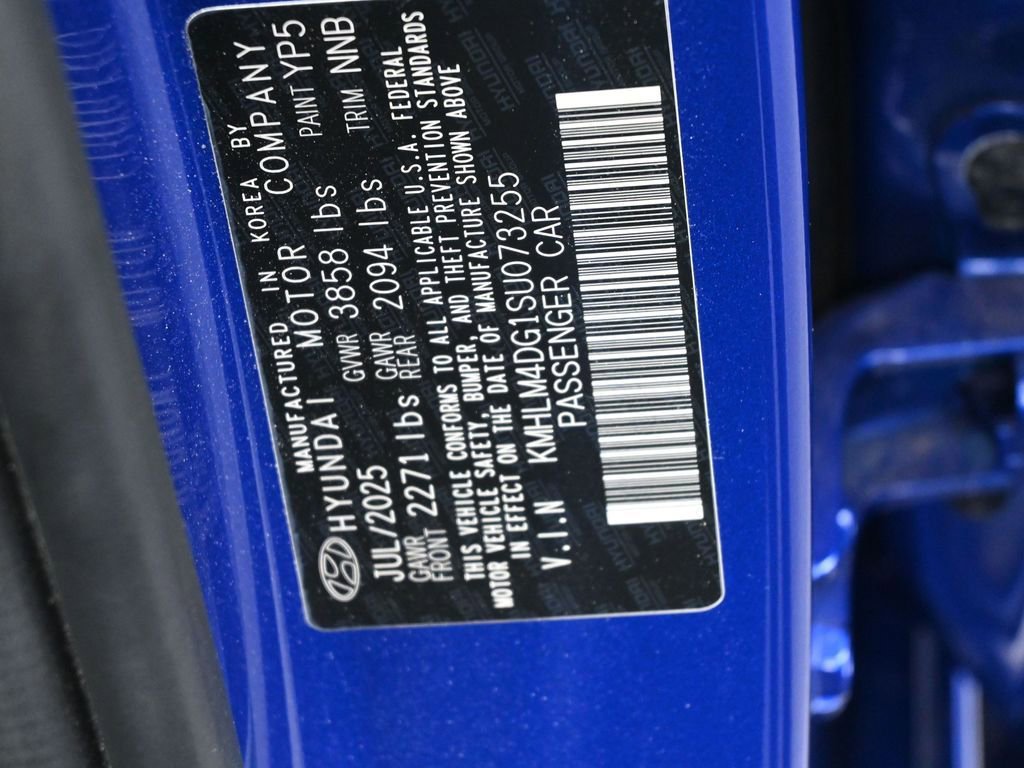 MANUFACTURED IN KOREA BY
HYUNDAI MOTOR COMPANY
JUL/2025 GVWR 3858 lbs PAINT YP5
GAWR FRONT 2271 lbs GAWR REAR 2094 lbs TRIM NNB
THIS VEHICLE CONFORMS TO ALL APPLICABLE U.S.A. FEDERAL
MOTOR VEHICLE SAFETY, BUMPER, AND THEFT PREVENTION STANDARDS
IN EFFECT ON THE DATE OF MANUFACTURE SHOWN ABOVE
V.I.N KMHLM4DG1SU073255
PASSENGER CAR